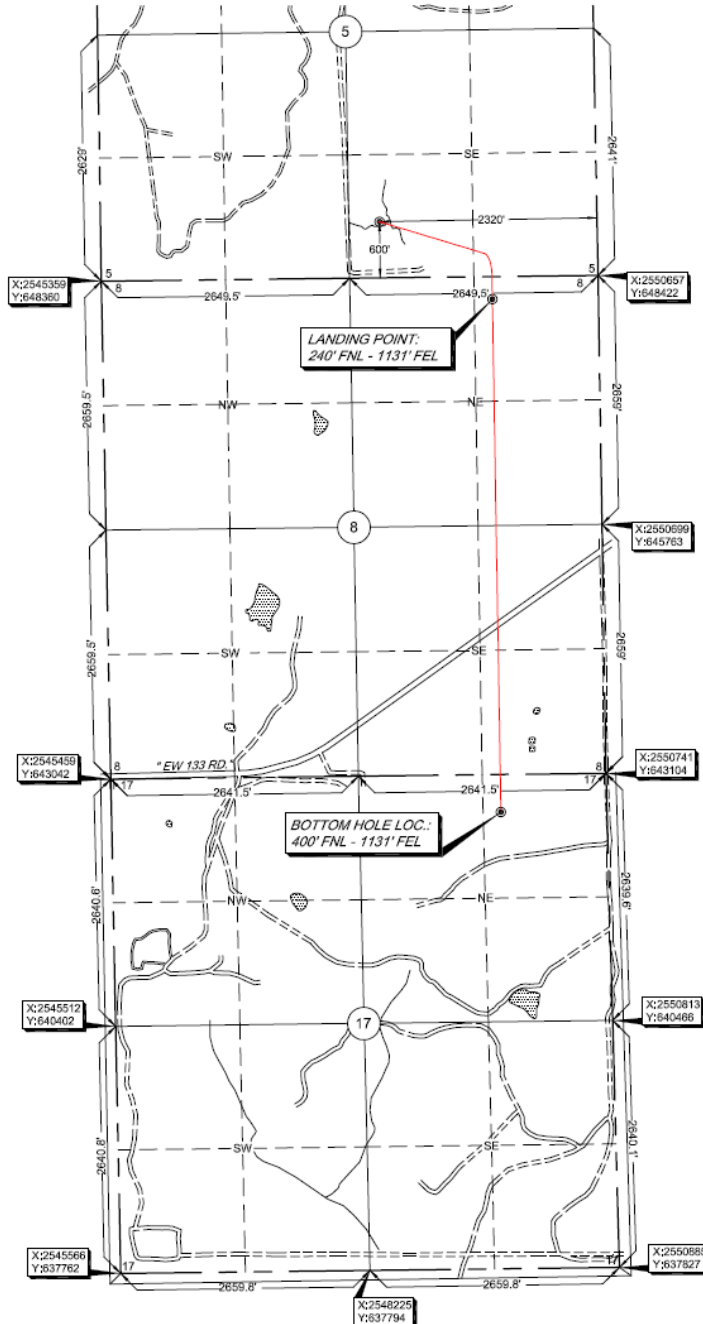 5
2629'
2641'
SW
SE
2320'
600'
5
8
5
8
X:2545359
Y:648360
2649.5'
2649.5'
X:2550657
Y:648422
LANDING POINT:
240' FNL - 1131' FEL
2659.5'
2659'
NW
NE
8
X:2550699
Y:645763
2659.5'
2659'
SW
SE
X:2545459
Y:643042
8
17
" EW 133 RD."
8
17
X:2550741
Y:643104
2641.5'
2641.5'
BOTTOM HOLE LOC.:
400' FNL - 1131' FEL
2640.6'
2639.6'
NW
NE
X:2545512
Y:640402
17
X:2550813
Y:640466
2640.8'
2640.1'
SW
SE
X:2545566
Y:637762
17
17
X:2550885
Y:637827
2659.8'
2659.8'
X:2548225
Y:637794